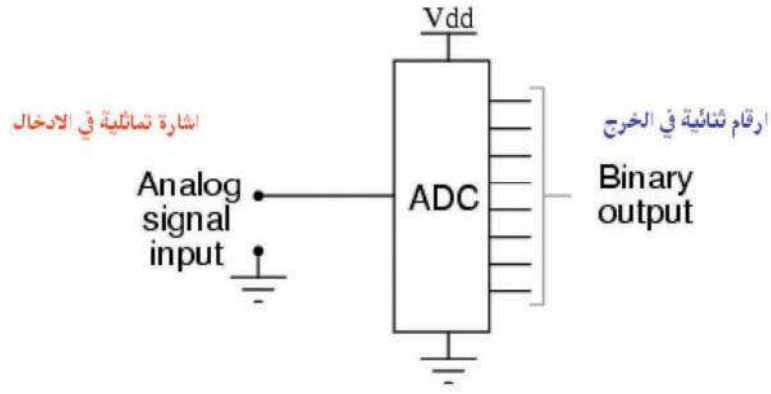 Vdd
اشارة تماثلية في الادخال
ارقام ثنائية في الخرج
Analog
signal
input
ADC
Binary
output